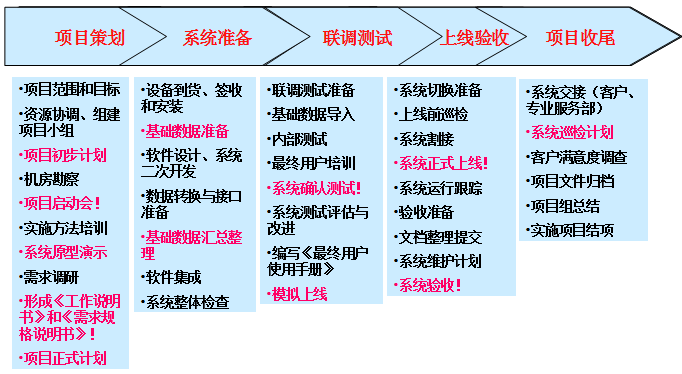 项目策划
系统准备
联调测试
上线验收
项目收尾
·项目范围和目标
·资源协调、组建
项目小组
·项目初步计划
·机房勘察
·项目启动会！
·实施方法培训
·系统原型演示
·需求调研
·形成《工作说明
书》和《需求规
格说明书》！
·项目正式计划
·设备到货、签收
和安装
·基础数据准备
·软件设计、系统
二次开发
·数据转换与接口
准备
·基础数据汇总整
理
·软件集成
·系统整体检查
·联调测试准备
·基础数据导入
·内部测试
·最终用户培训
·系统确认测试！
·系统测试评估与
改进
·编写《最终用户
使用手册》
·模拟上线
·系统切换准备
·上线前巡检
·系统割接
·系统正式上线！
·系统运行跟踪
·验收准备
·文档整理提交
·系统维护计划
·系统验收！
·系统交接（客户、
专业服务部）
·系统巡检计划
·客户满意度调查
·项目文件归档
·项目组总结
·实施项目结项